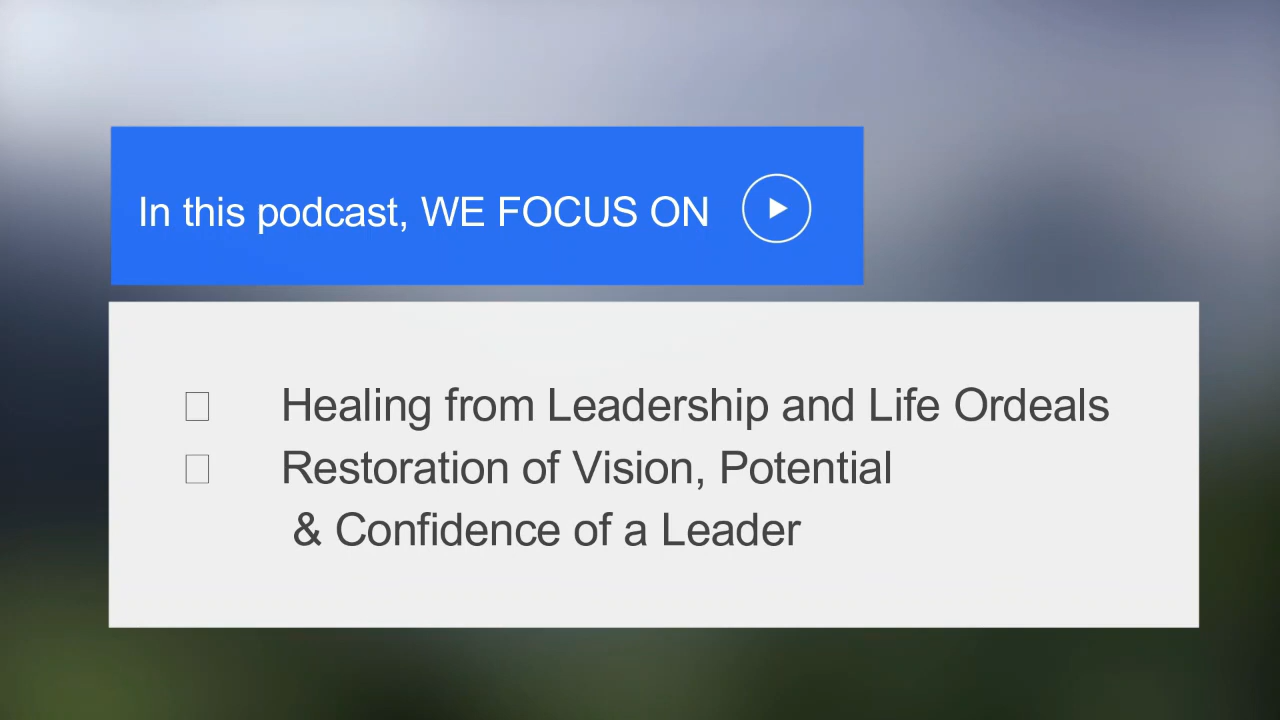 In this podcast, WE FOCUS ON
Healing from Leadership and Life Ordeals
Restoration of Vision, Potential
& Confidence of a Leader